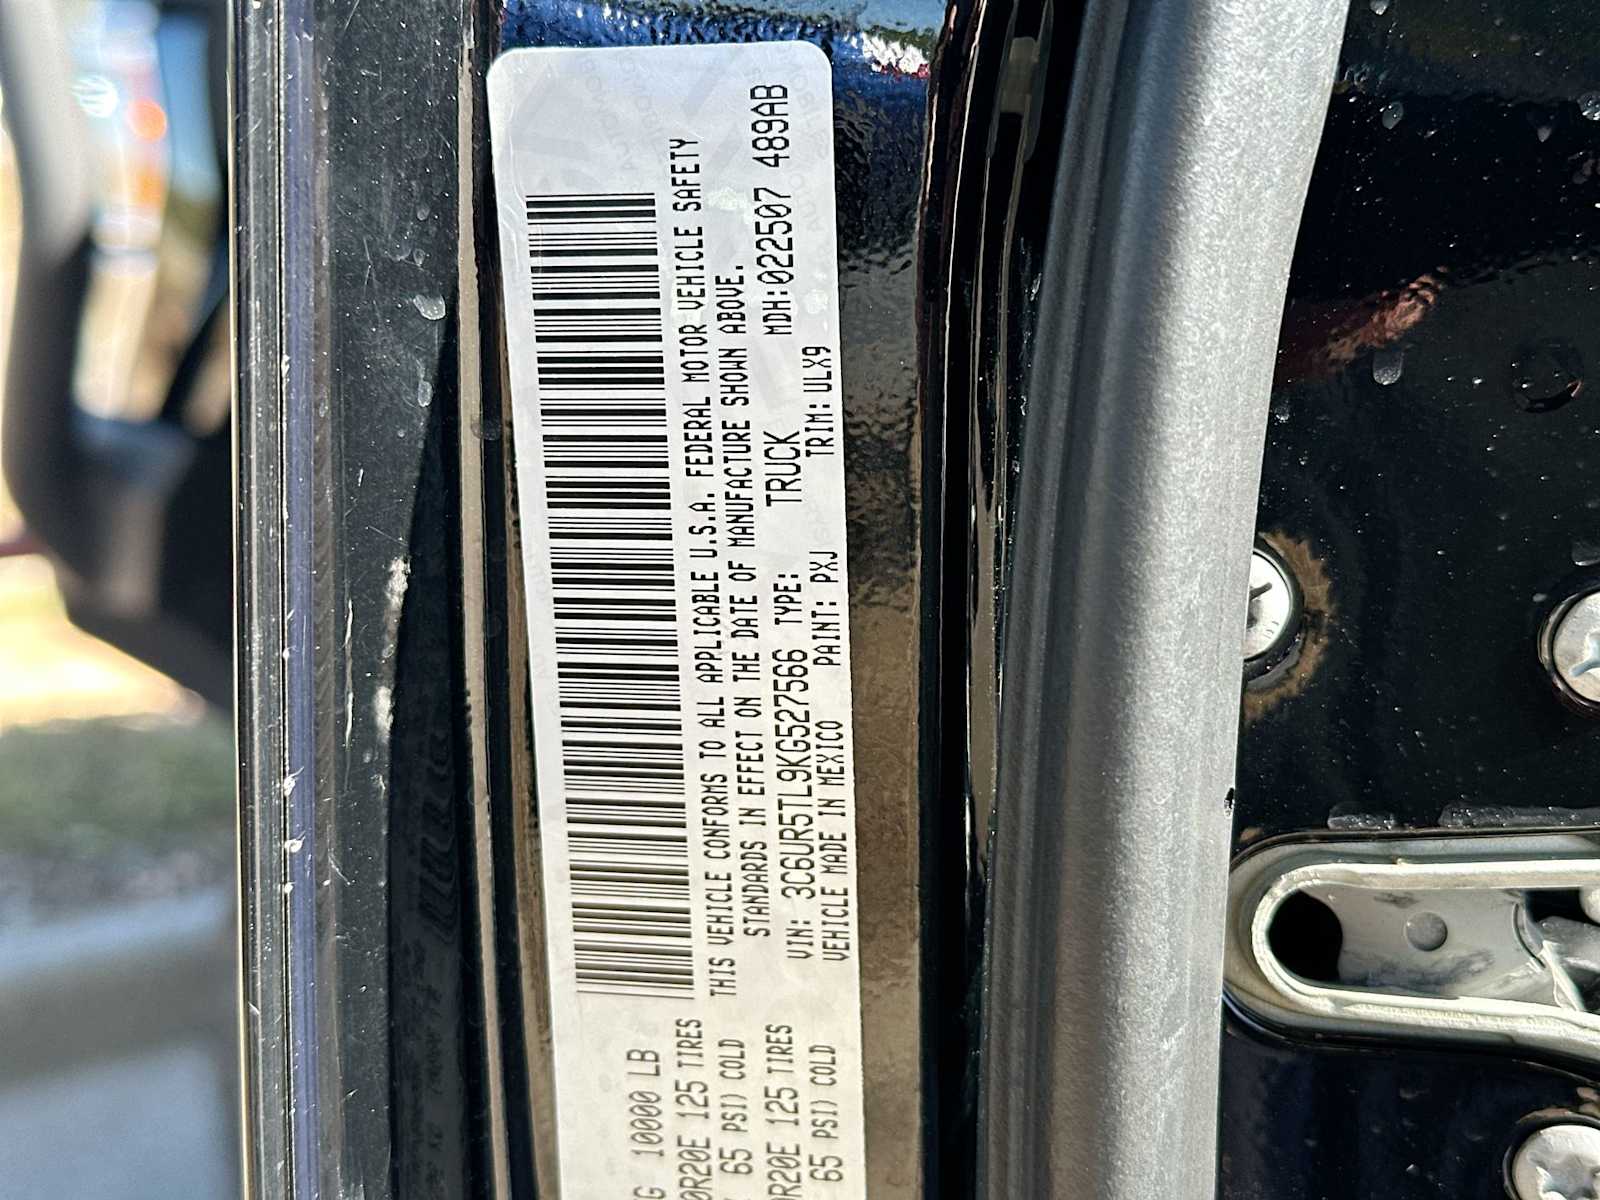 G 10000 LB
0R20E 125 TIRES
65 PSI) COLD
0R20E 125 TIRES
65 PSI) COLD
THIS VEHICLE CONFORMS TO ALL APPLICABLE U.S.A. FEDERAL MOTOR VEHICLE SAFETY
STANDARDS IN EFFECT ON THE DATE OF MANUFACTURE SHOWN ABOVE.
VIN: 3C6UR5TL9KG527566 TYPE: TRUCK MDH:022507 489AB
VEHICLE MADE IN MEXICO PAINT: PXJ TRIM: ULX9